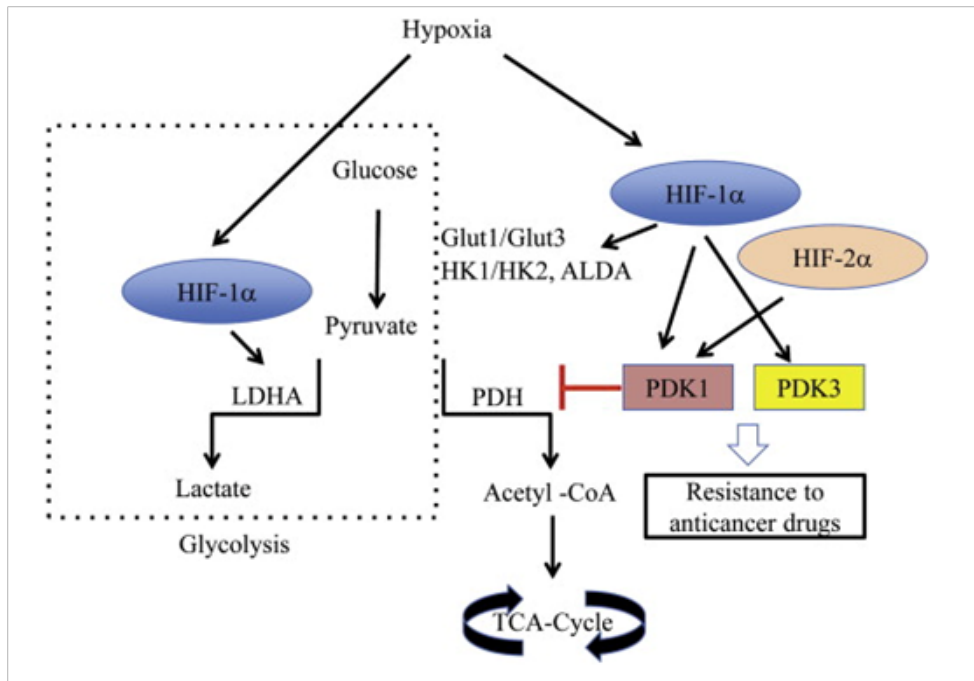 Hypoxia
Glucose
HIF-1α
Glut1/Glut3
HK1/HK2, ALDA
HIF-2α
HIF-1α
Pyruvate
LDHA
PDH
PDK1
PDK3
Lactate
Acetyl -CoA
Resistance to
anticancer drugs
Glycolysis
TCA-Cycle